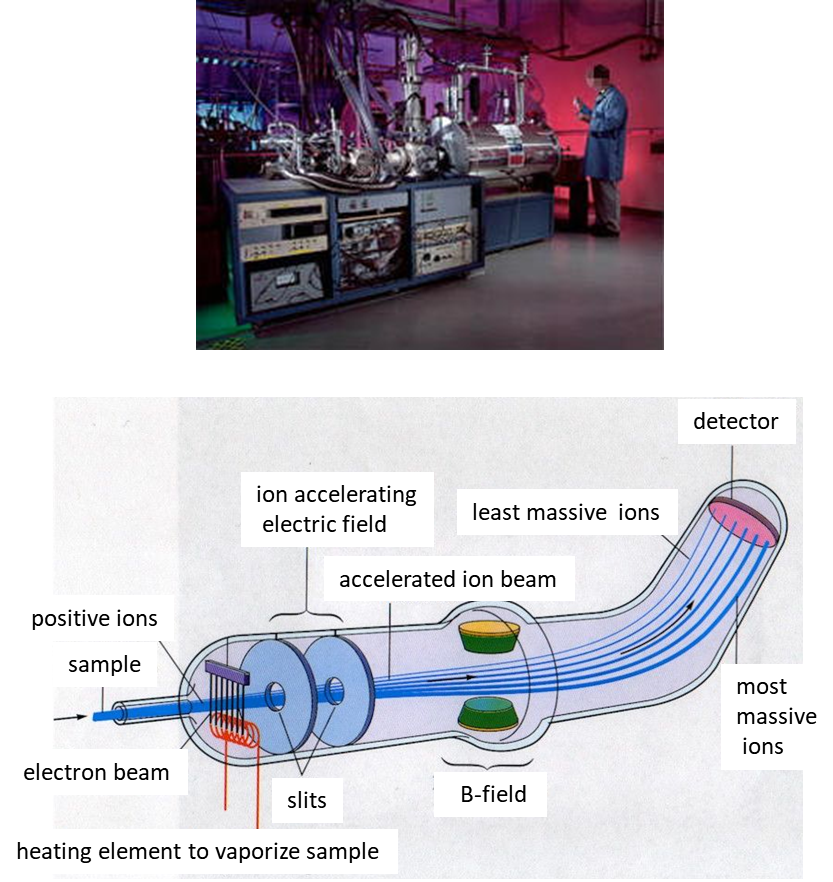 detector
ion accelerating
electric field
least massive ions
accelerated ion beam
positive ions
sample
most
massive
ions
electron beam
slits
B-field
heating element to vaporize sample